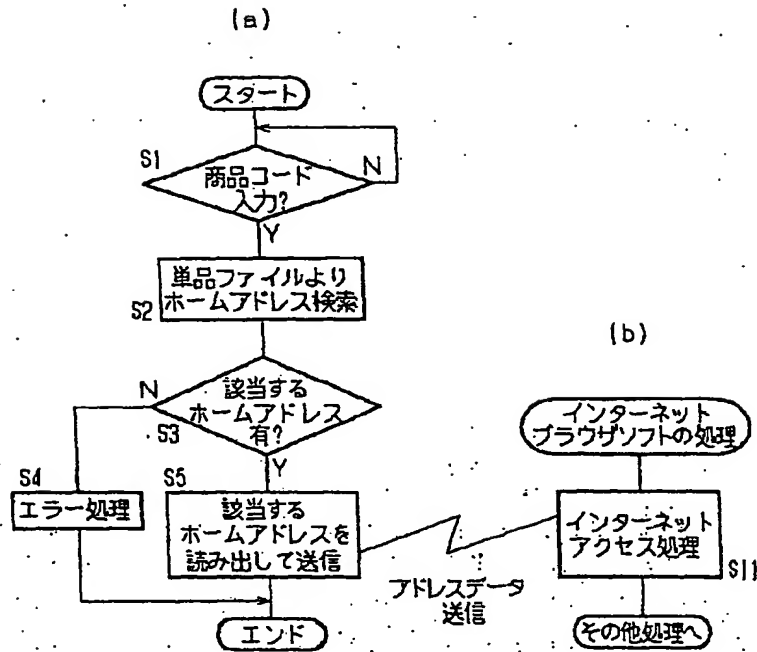 (a)
スタート
S1
商品コード
入力?
N
Y
単品ファイルより
ホームアドレス検索
S2
N
該当する
ホームアドレス
有?
S3
Y
S4
エラー処理
S5
該当する
ホームアドレスを
読み出して送信
エンド
アドレスデータ
送信
(b)
インターネット
ブラウザソフトの処理
インターネット
アクセス処理
S11
その他処理へ